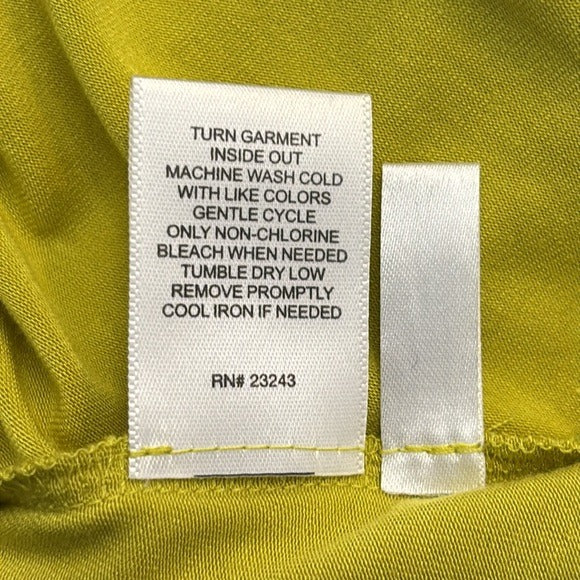 TURN GARMENT
INSIDE OUT
MACHINE WASH COLD
WITH LIKE COLORS
GENTLE CYCLE
ONLY NON-CHLORINE
BLEACH WHEN NEEDED
TUMBLE DRY LOW
REMOVE PROMPTLY
COOL IRON IF NEEDED
RN# 23243